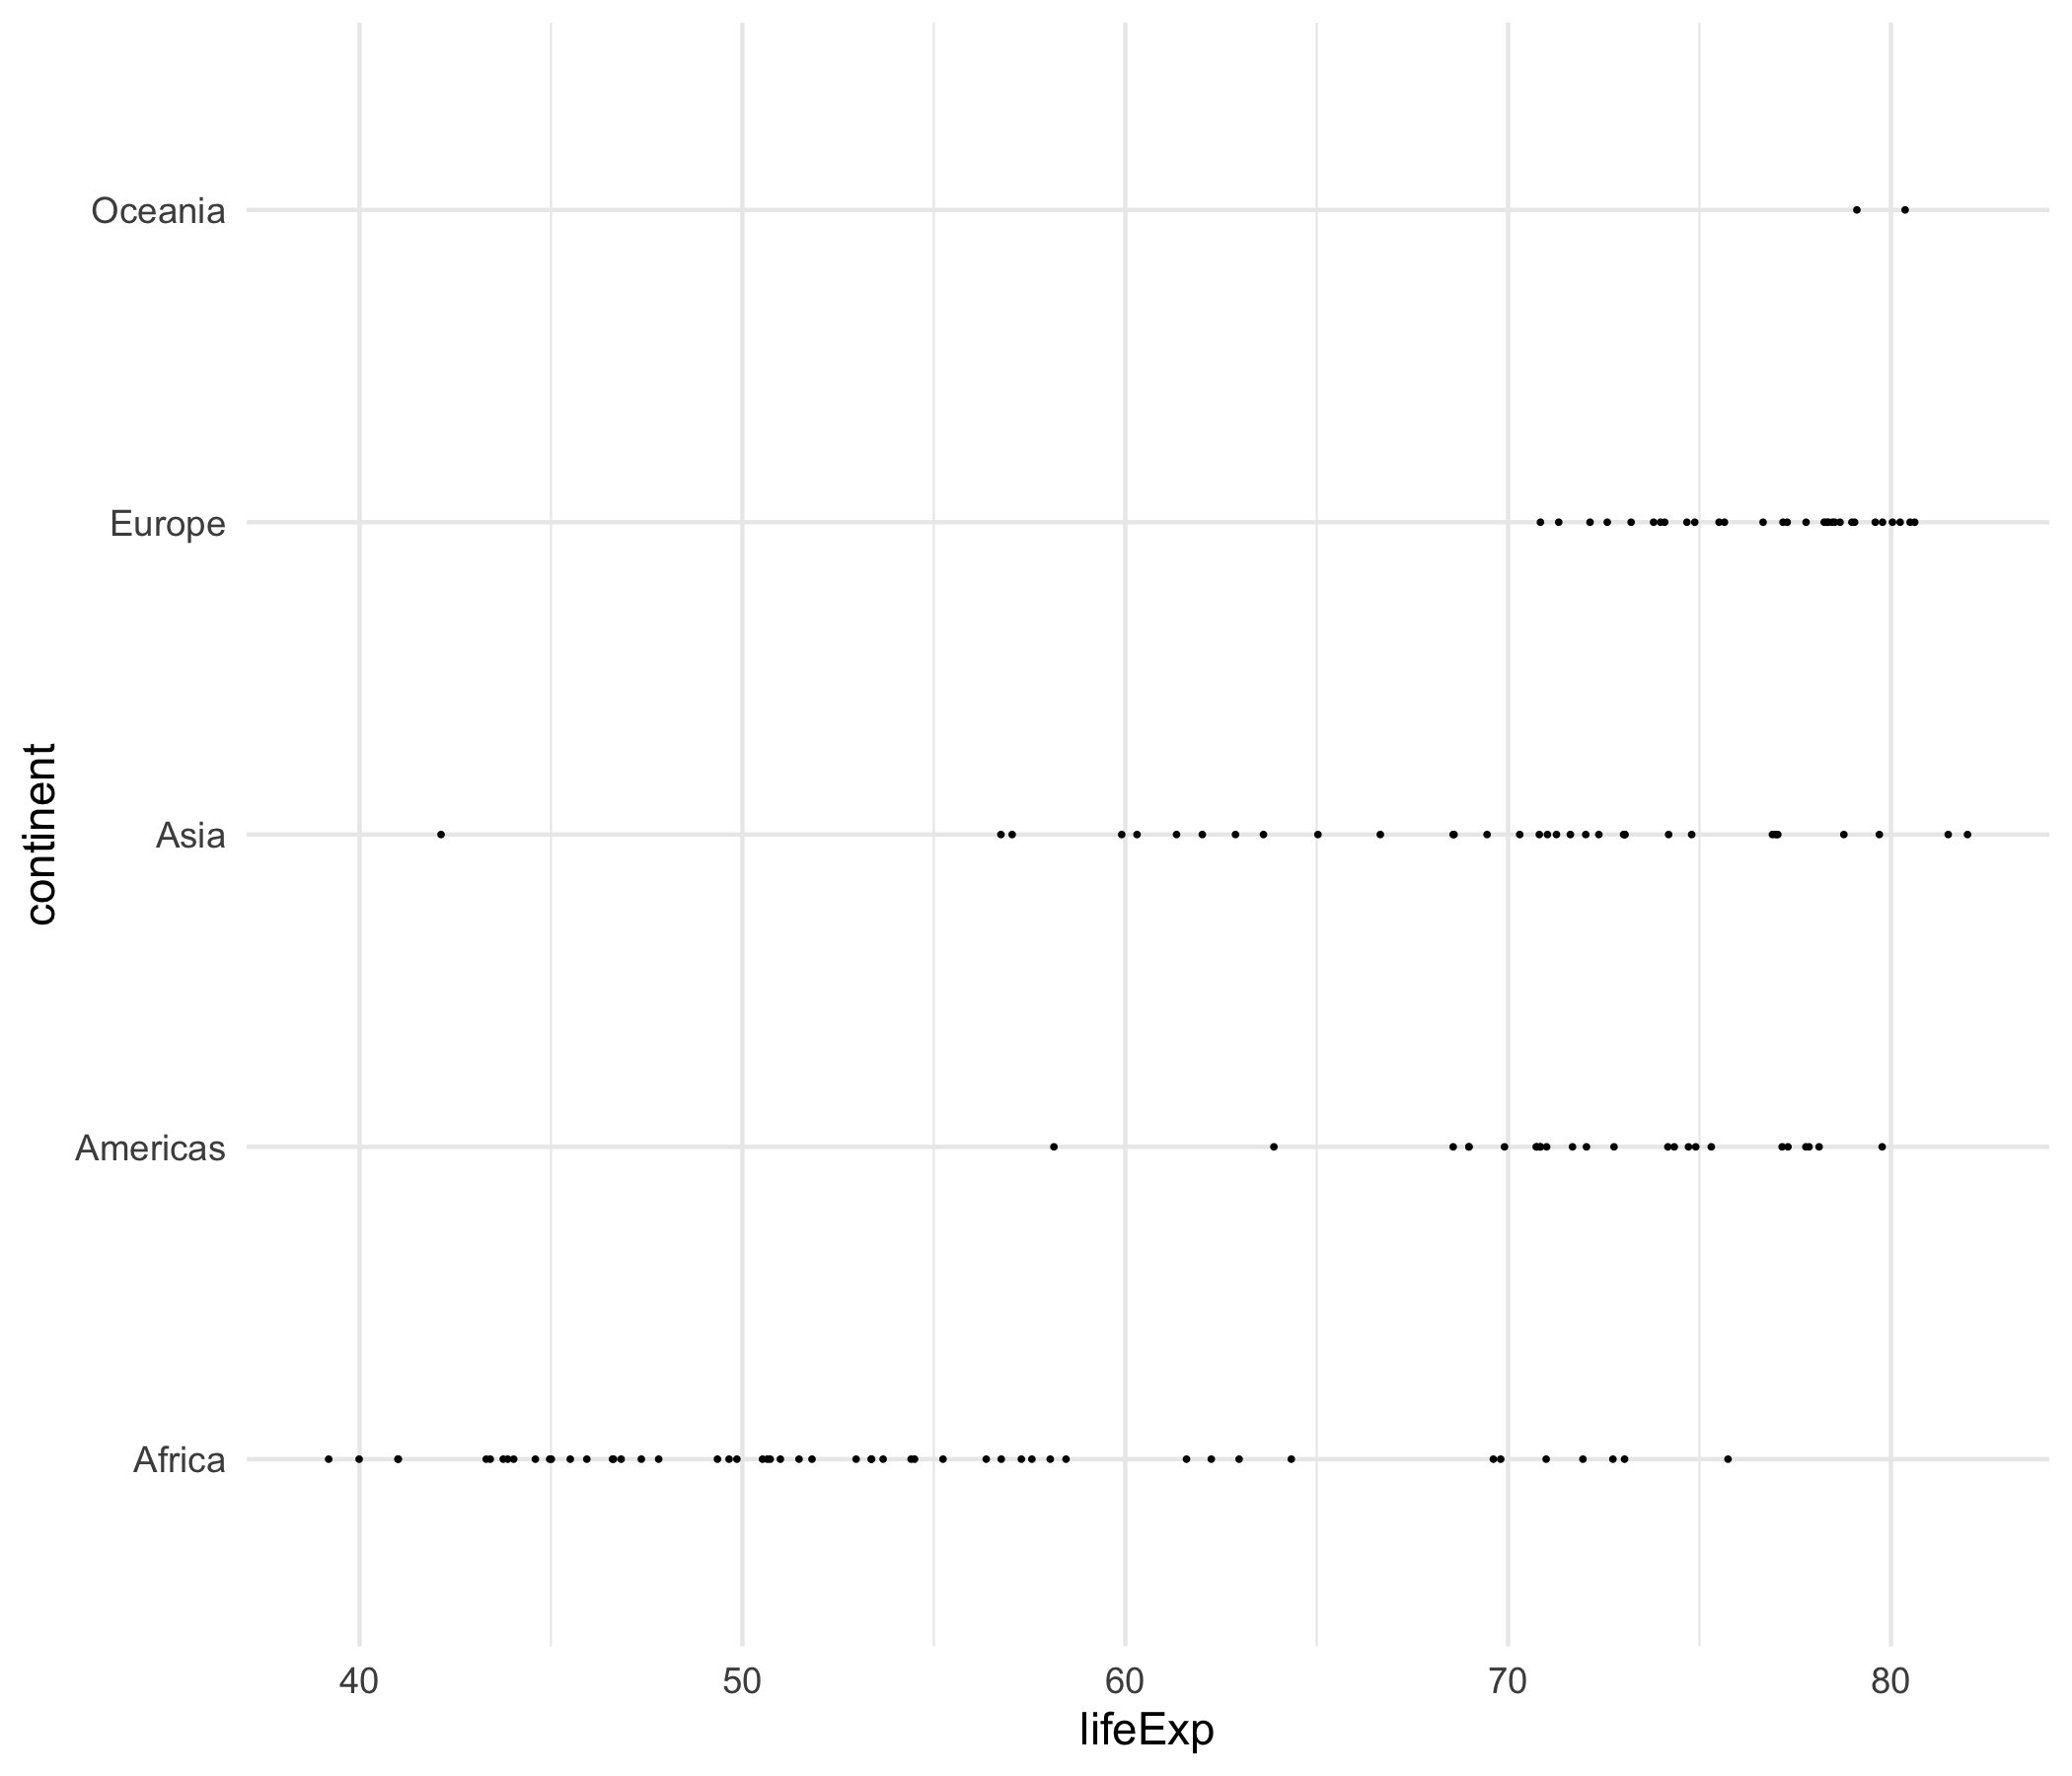 Oceania
Europe
Asia
Americas
Africa
continent
40 50 60 70 80
lifeExp